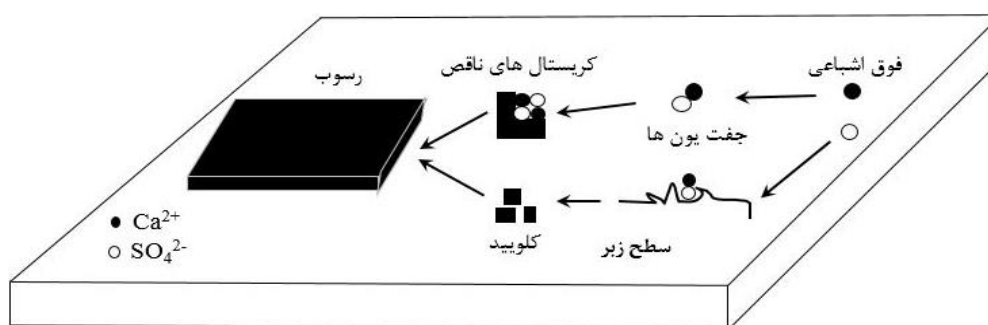 فوق اشباعی
کریستال های ناقص
رسوب
جفت یون ها
سطح زبر
کلویید
Ca²⁺
SO₄²⁻